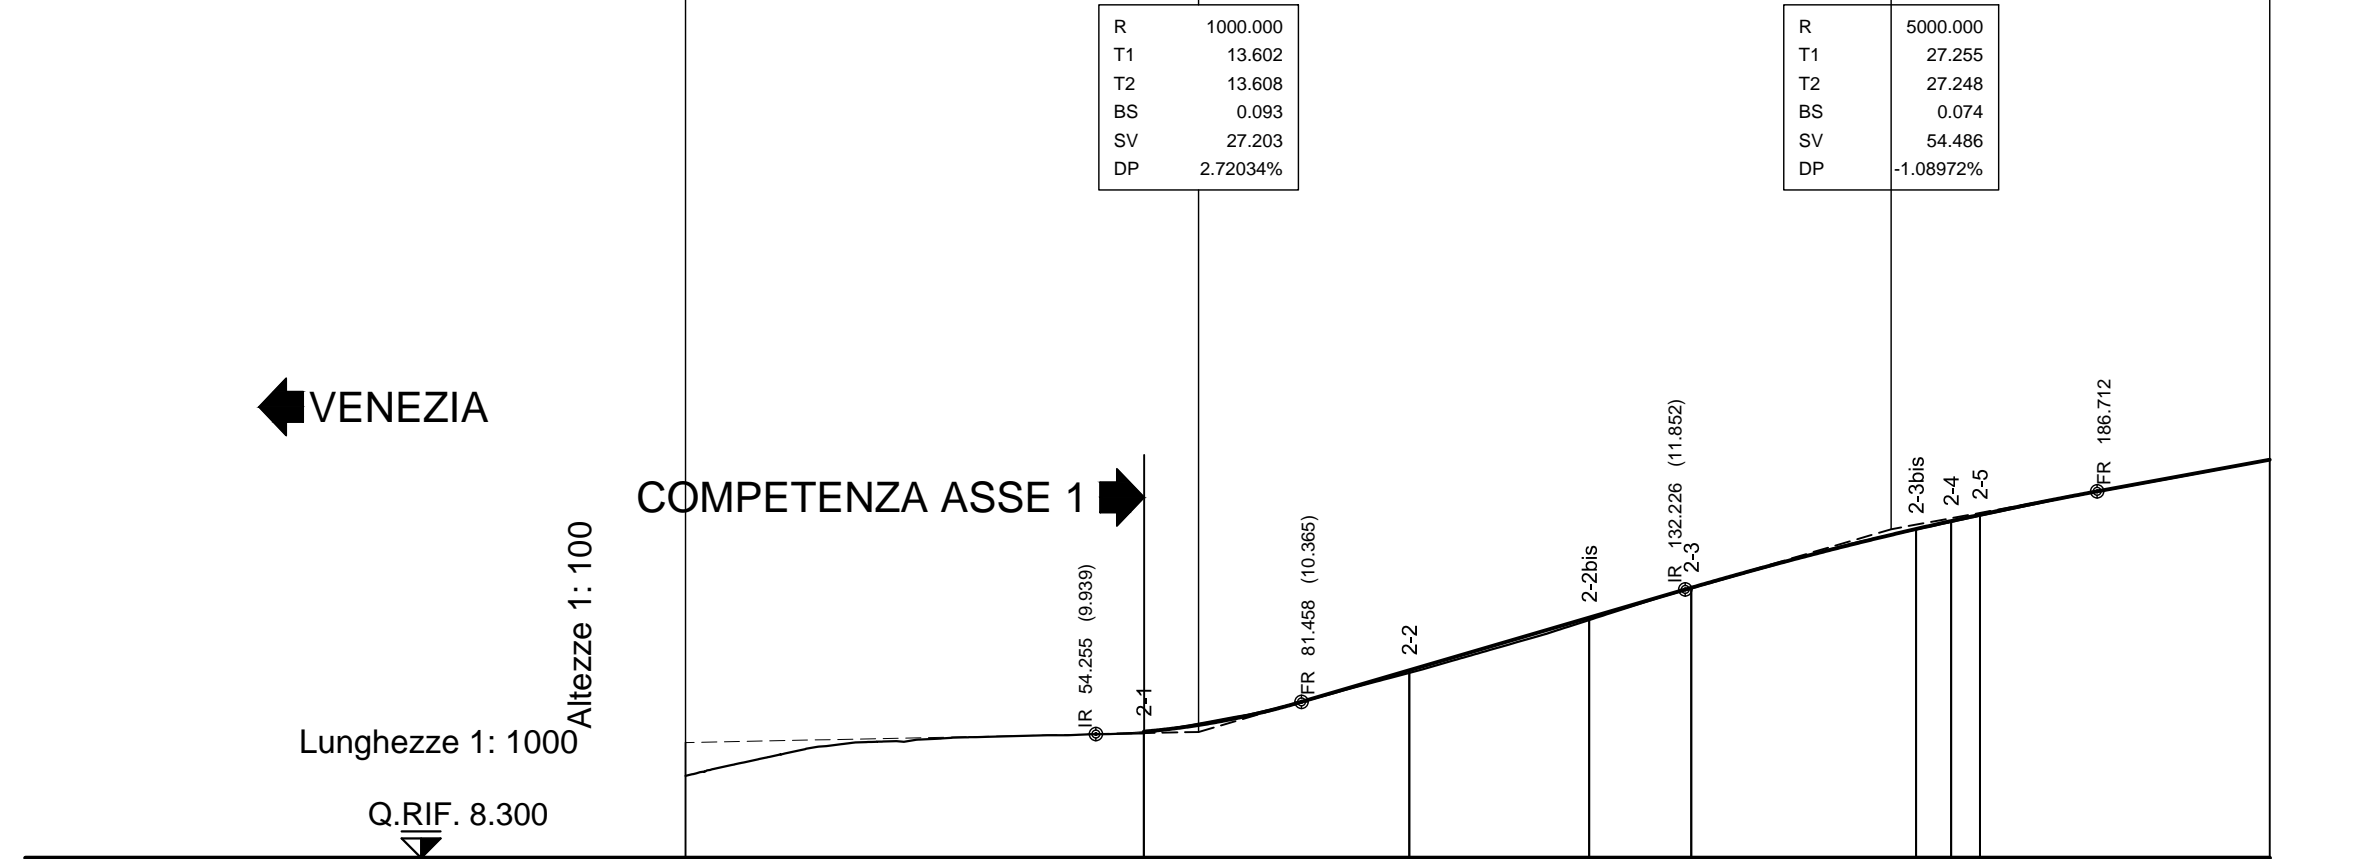 R 1000.000
T1 13.602
T2 13.608
BS 0.093
SV 27.203
DP 2.72034%
R 5000.000
T1 27.255
T2 27.248
BS 0.074
SV 54.486
DP -1.08972%
VENEZIA
COMPETENZA ASSE 1
Altezze 1: 100
Lunghezze 1: 1000
Q.RIF. 8.300
IR 54.255 (9.939)
2-1
FR 81.458 (10.365)
2-2
2-2bis
IR 132.226 (11.852)
2-3
2-3bis
2-4
2-5
FR 186.712